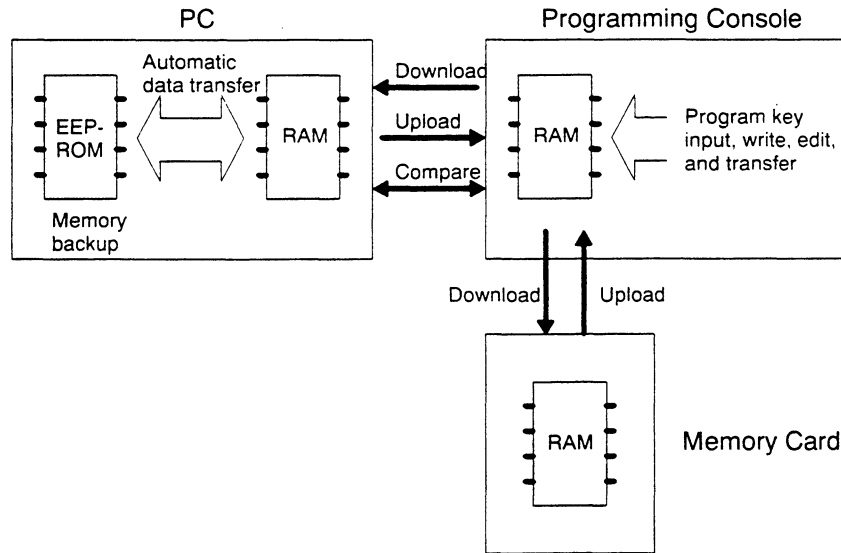 PC
Programming Console
Automatic
data transfer
EEP-
ROM
RAM
Memory
backup
Download
Upload
Compare
RAM
Program key
input, write, edit,
and transfer
Download
Upload
RAM
Memory Card